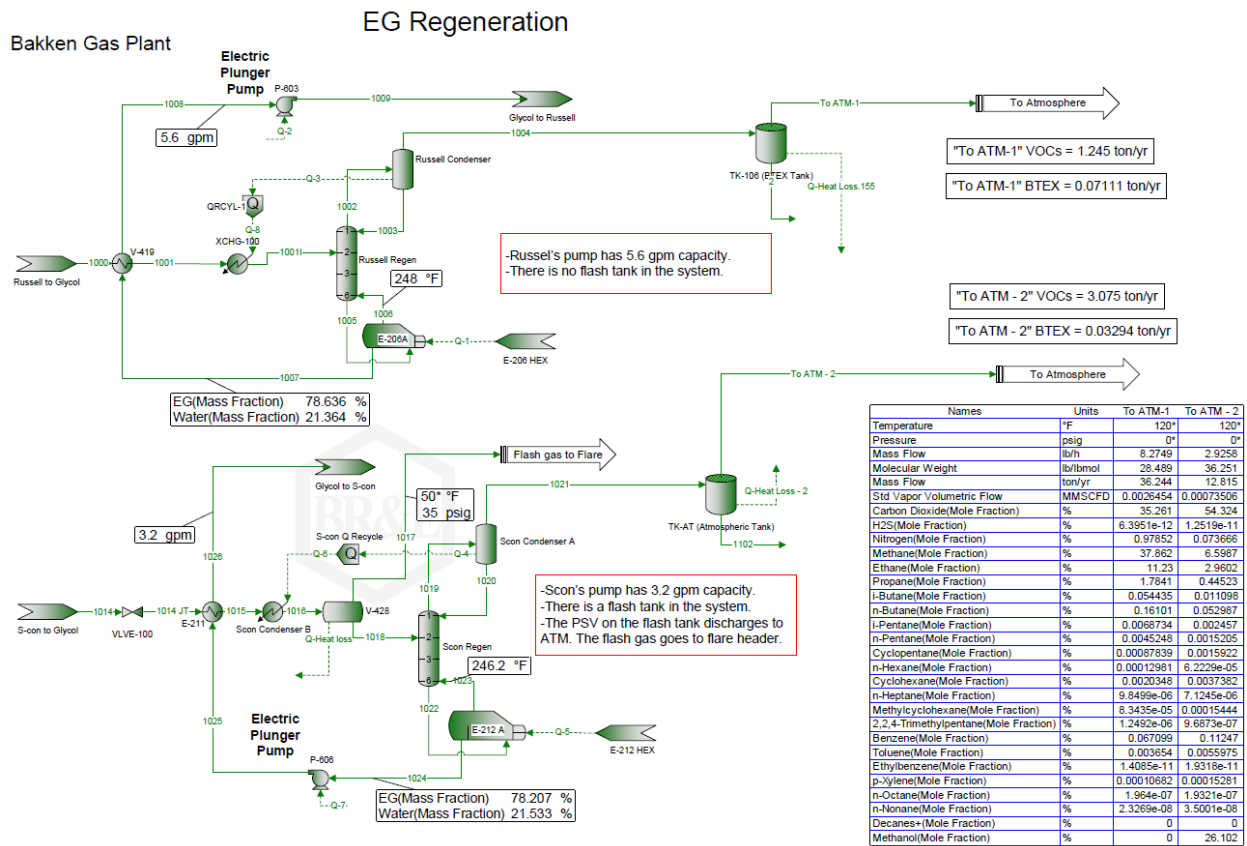 EG Regeneration
Bakken Gas Plant
Electric
Plunger
Pump
P-603
1008
1009
Glycol to Russell
5.6 gpm
Q-2
1004
To ATM-1
To Atmosphere
"To ATM-1" VOCs = 1.245 ton/yr
"To ATM-1" BTEX = 0.07111 ton/yr
Russell Condenser
TK-106 (BTEX Tank)
2
Q-Heat Loss.155
Q-3
QRCYL-1
Q
Q-8
1002
1003
XCHG-100
V-419
1000
1001
1001I
Russell to Glycol
1
2
3
6
Russell Regen
248 °F
1005
1006
E-206A
Q-1
E-206 HEX
1007
-Russel's pump has 5.6 gpm capacity.
-There is no flash tank in the system.
EG(Mass Fraction) 78.636 %
Water(Mass Fraction) 21.364 %
"To ATM - 2" VOCs = 3.075 ton/yr
"To ATM - 2" BTEX = 0.03294 ton/yr
To ATM - 2
To Atmosphere
Glycol to S-con
Flash gas to Flare
50* °F
35 psig
1017
1021
Q-Heat Loss - 2
TK-AT (Atmospheric Tank)
1102
3.2 gpm
1026
BR&E
S-con Q Recycle
Q-6
Q
Q-4
Scon Condenser A
1019
1020
S-con to Glycol
1014
VLVE-100
1014 JT
E-211
1015
Scon Condenser B
1016
V-428
Q-Heat loss
1018
1
2
3
6
Scon Regen
246.2 °F
1022
1023
E-212 A
Q-5
E-212 HEX
-Scon's pump has 3.2 gpm capacity.
-There is a flash tank in the system.
-The PSV on the flash tank discharges to
ATM. The flash gas goes to flare header.
1025
Electric
Plunger
Pump
P-606
Q-7
1024
EG(Mass Fraction) 78.207 %
Water(Mass Fraction) 21.533 %
Names Units To ATM-1 To ATM - 2
Temperature °F 120* 120*
Pressure psig 0* 0*
Mass Flow lb/h 8.2749 2.9258
Molecular Weight lb/lbmol 28.489 36.251
Mass Flow ton/yr 36.244 12.815
Std Vapor Volumetric Flow MMSCFD 0.0026454 0.00073506
Carbon Dioxide(Mole Fraction) % 35.261 54.324
H2S(Mole Fraction) % 6.3951e-12 1.2519e-11
Nitrogen(Mole Fraction) % 0.97852 0.073666
Methane(Mole Fraction) % 37.862 6.5987
Ethane(Mole Fraction) % 11.23 2.9602
Propane(Mole Fraction) % 1.7841 0.44523
i-Butane(Mole Fraction) % 0.054435 0.011098
n-Butane(Mole Fraction) % 0.16101 0.052987
i-Pentane(Mole Fraction) % 0.0068734 0.002457
n-Pentane(Mole Fraction) % 0.0045248 0.0015205
Cyclopentane(Mole Fraction) % 0.00087839 0.0015922
n-Hexane(Mole Fraction) % 0.00012981 6.2229e-05
Cyclohexane(Mole Fraction) % 0.0020348 0.0037382
n-Heptane(Mole Fraction) % 9.8499e-06 7.1245e-06
Methylcyclohexane(Mole Fraction) % 8.3435e-05 0.00015444
2,2,4-Trimethylpentane(Mole Fraction) % 1.2492e-06 9.6873e-07
Benzene(Mole Fraction) % 0.067099 0.11247
Toluene(Mole Fraction) % 0.003654 0.0055975
Ethylbenzene(Mole Fraction) % 1.4085e-11 1.9318e-11
p-Xylene(Mole Fraction) % 0.00010682 0.00015281
n-Octane(Mole Fraction) % 1.964e-07 1.9321e-07
n-Nonane(Mole Fraction) % 2.3269e-08 3.5001e-08
Decanes+(Mole Fraction) % 0 0
Methanol(Mole Fraction) % 0 26.102